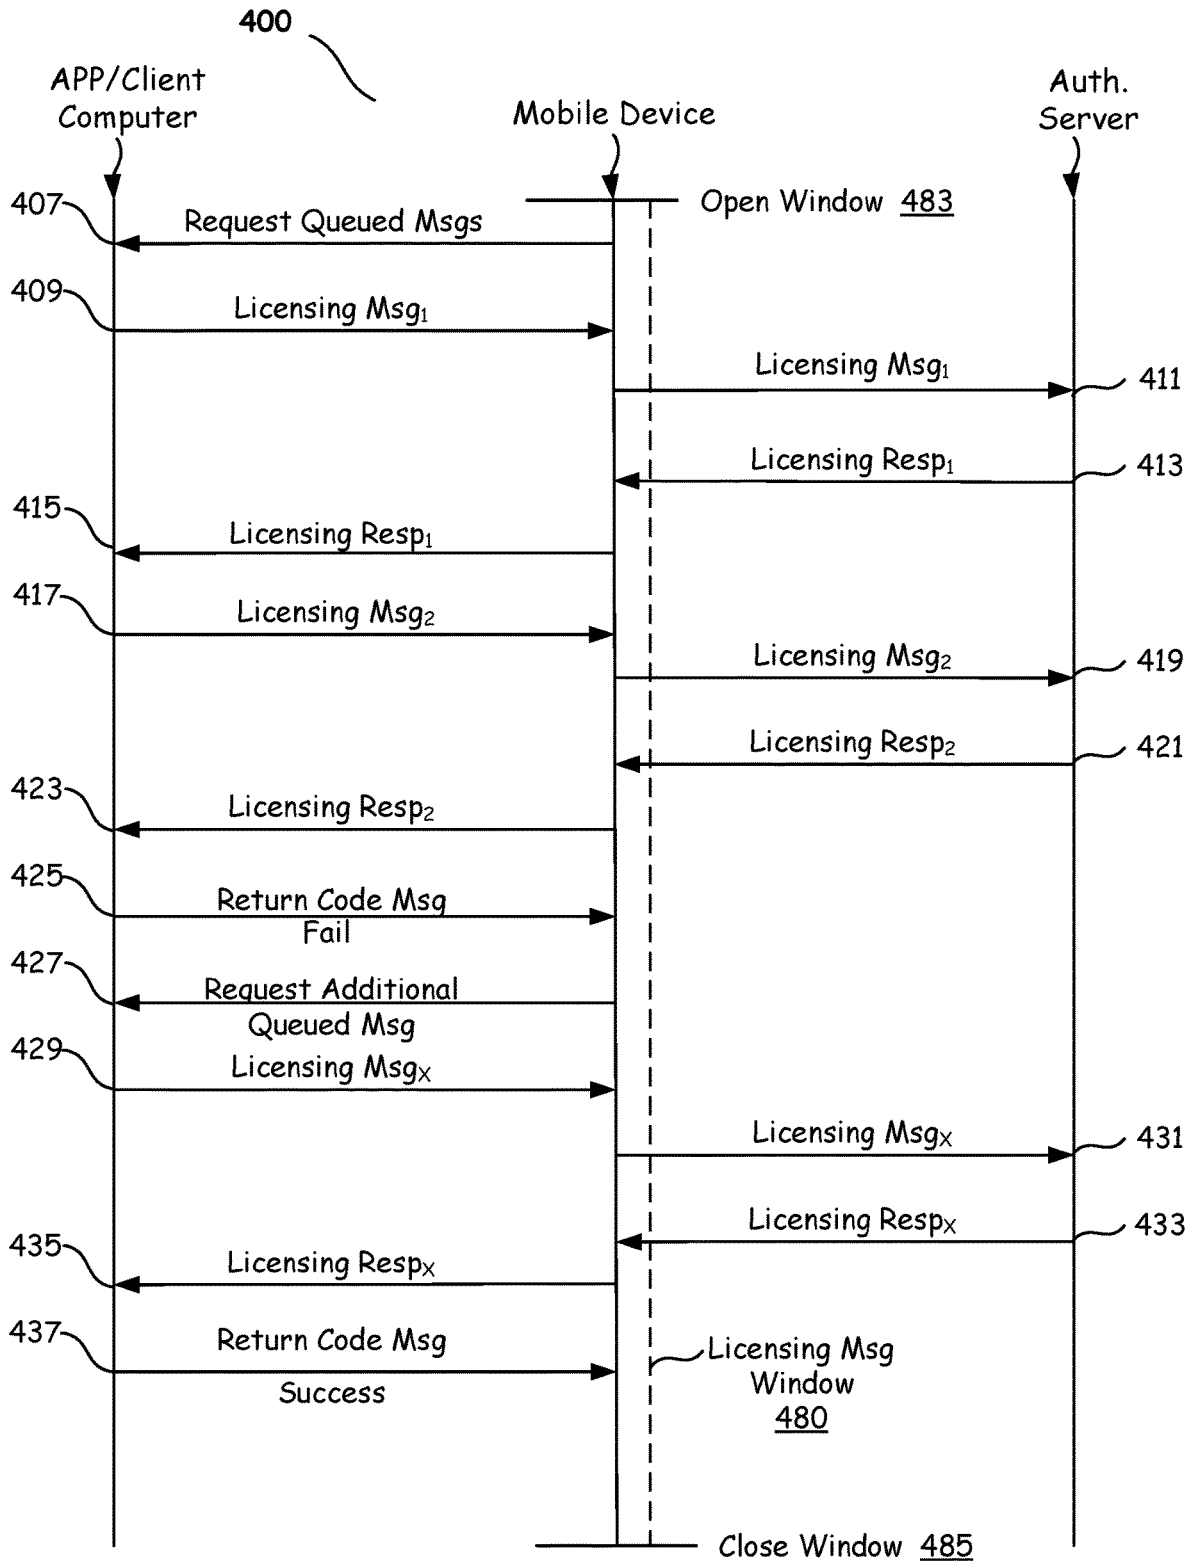 400
APP/Client
Computer
Mobile Device
Auth.
Server
Open Window 483
407
Request Queued Msgs
409
Licensing Msg₁
Licensing Msg₁
411
Licensing Resp₁
413
415
Licensing Resp₁
417
Licensing Msg₂
Licensing Msg₂
419
Licensing Resp₂
421
423
Licensing Resp₂
425
Return Code Msg
Fail
427
Request Additional
Queued Msg
429
Licensing MsgX
Licensing MsgX
431
Licensing RespX
433
435
Licensing RespX
437
Return Code Msg
Success
Licensing Msg
Window
480
Close Window 485